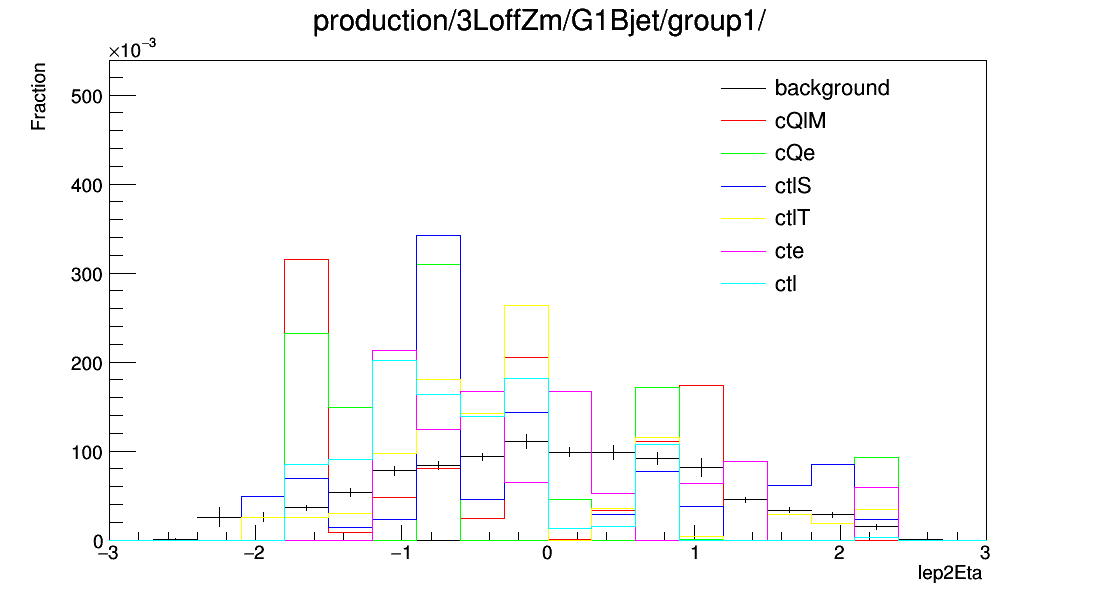 production/3LoffZm/G1Bjet/group1/
×10⁻³
Fraction
500
400
300
200
100
0
background
cQlM
cQe
ctlS
ctlT
cte
ctl
−3 −2 −1 0 1 2 3
lep2Eta